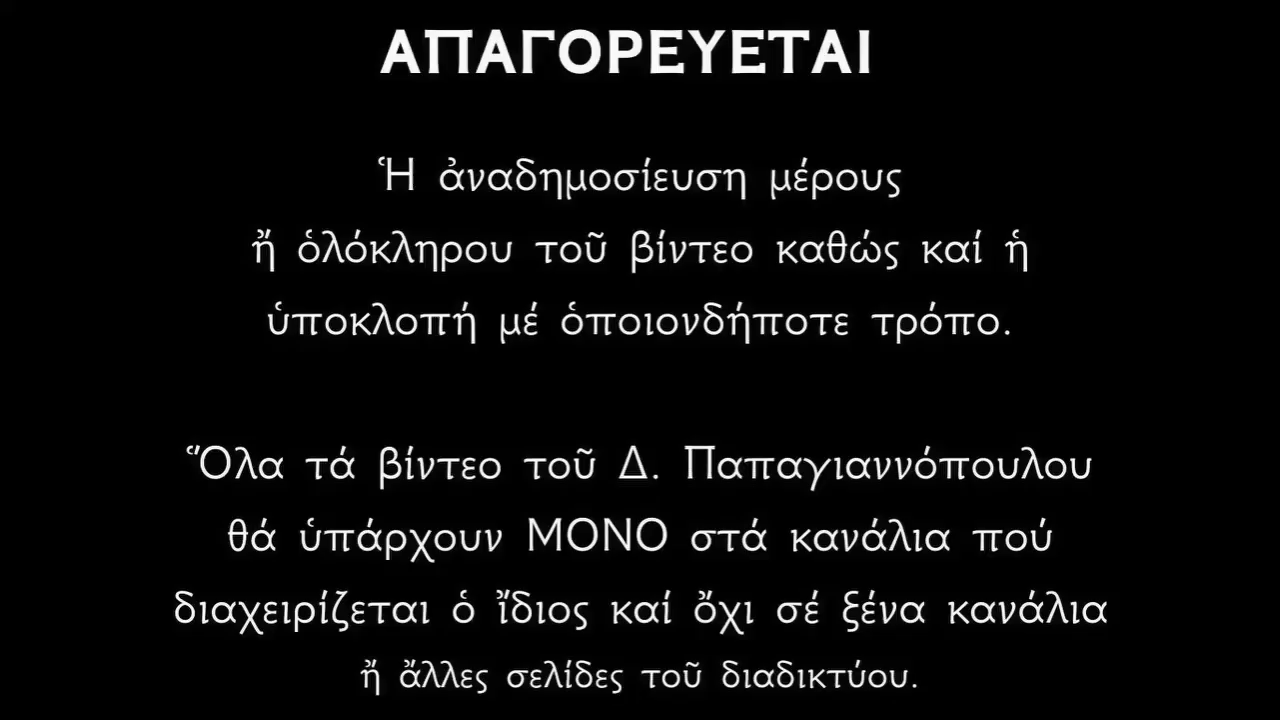 ΑΠΑΓΟΡΕΥΕΤΑΙ
Ἡ ἀναδημοσίευση μέρους
ἤ ὁλόκληρου τοῦ βίντεο καθώς καί ἡ
ὑποκλοπή μέ ὁποιονδήποτε τρόπο.
Ὅλα τά βίντεο τοῦ Δ. Παπαγιαννόπουλου
θά ὑπάρχουν ΜΟΝΟ στά κανάλια πού
διαχειρίζεται ὁ ἴδιος καί ὄχι σέ ξένα κανάλια
ἤ ἄλλες σελίδες τοῦ διαδικτύου.